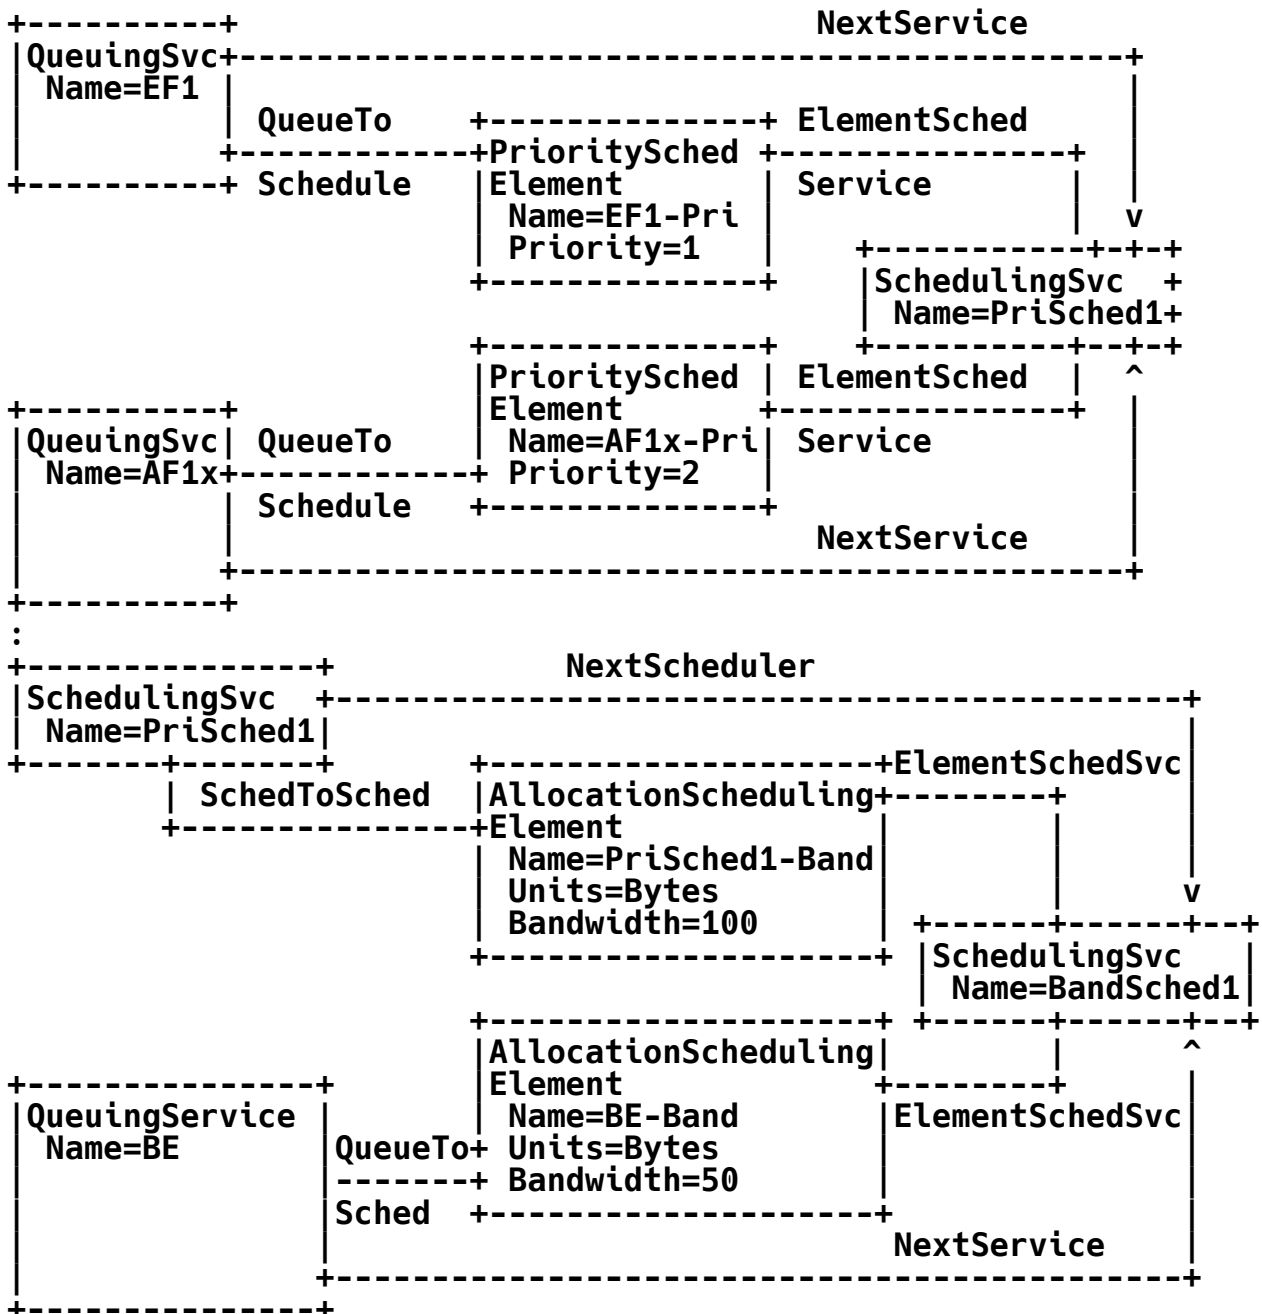 +----------+                              NextService
|QueuingSvc+----------------------------------------------+
| Name=EF1 |                                              |
|          | QueueTo    +--------------+ ElementSched     |
|          +------------+PrioritySched +---------------+  |
+----------+ Schedule   |Element       | Service       |  |
                        | Name=EF1-Pri |               |  v
                        | Priority=1   |    +-----------+-+-+
                        +--------------+    |SchedulingSvc  +
                                            | Name=PriSched1+
                        +--------------+    +----------+--+-+
                        |PrioritySched | ElementSched  |  ^
+----------+            |Element       +---------------+  |
|QueuingSvc| QueueTo    | Name=AF1x-Pri| Service          |
| Name=AF1x+------------+ Priority=2   |                  |
|          | Schedule   +--------------+                  |
|          |                              NextService     |
|          +----------------------------------------------+
+----------+
:
+---------------+            NextScheduler
|SchedulingSvc  +--------------------------------------------+
| Name=PriSched1|                                            |
+-------+-------+       +--------------------+ElementSchedSvc|
        | SchedToSched  |AllocationScheduling+--------+      |
        +---------------+Element             |        |      |
                        | Name=PriSched1-Band|        |      |
                        | Units=Bytes        |        |      v
                        | Bandwidth=100      | +------+------+--+
                        +--------------------+ |SchedulingSvc   |
                                               | Name=BandSched1|
                        +--------------------+ +------+------+--+
                        |AllocationScheduling|        |      ^
+---------------+       |Element             +--------+      |
|QueuingService |       | Name=BE-Band       |ElementSchedSvc|
| Name=BE       |QueueTo+ Units=Bytes        |               |
|               |-------+ Bandwidth=50       |               |
|               |Sched  +--------------------+               |
|               |                             NextService    |
|               +--------------------------------------------+
+---------------+